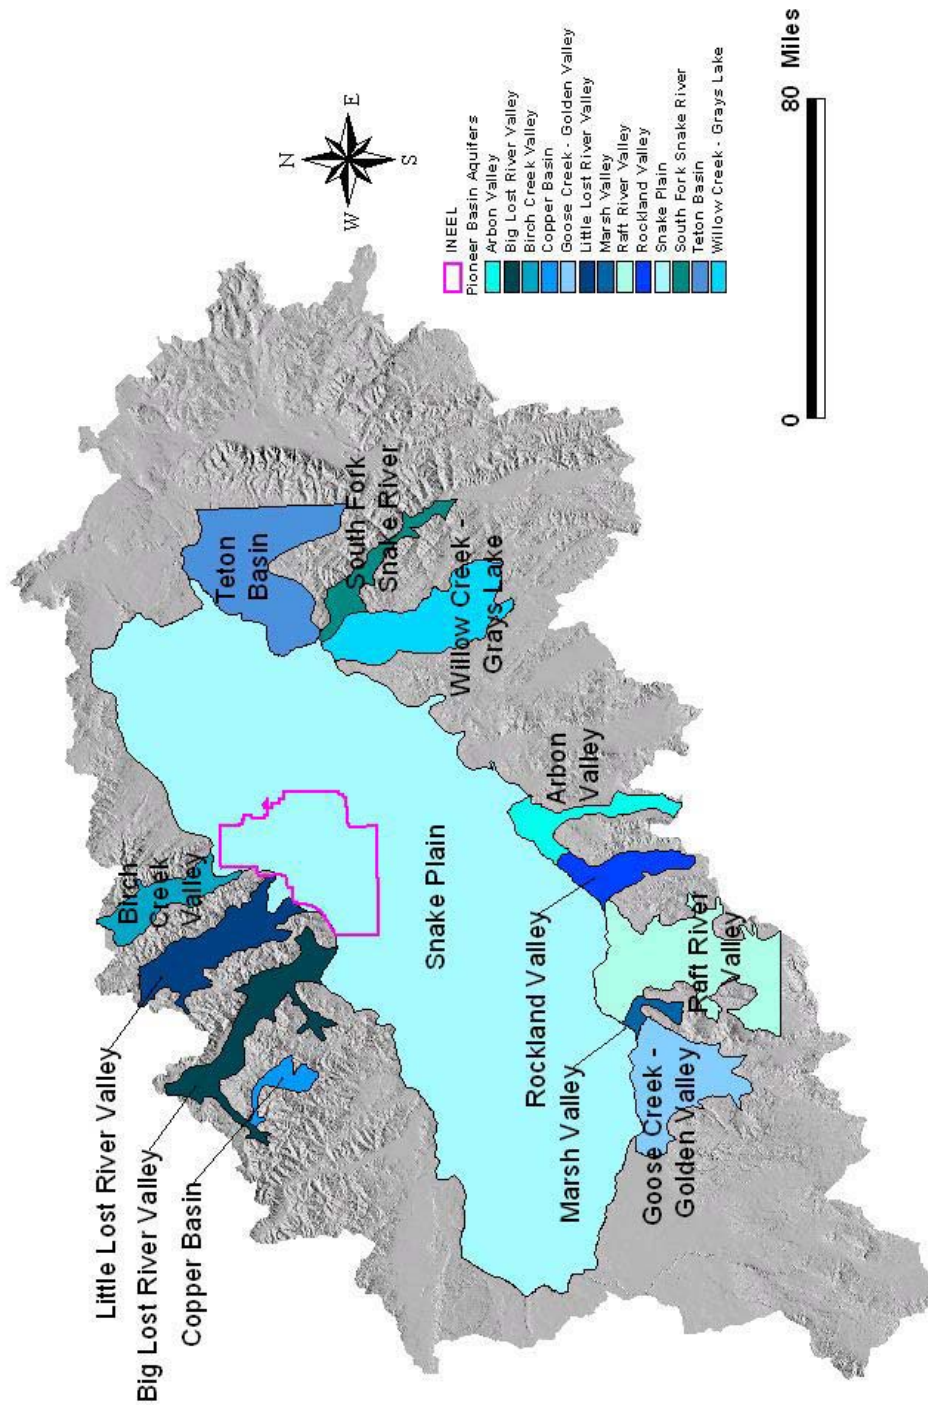 Little Lost River Valley
Big Lost River Valley
Copper Basin
Birch
Creek
Valley
Teton
Basin
South Fork
Snake River
Willow Creek -
Grays Lake
Snake Plain
Arbon
Valley
Rockland Valley
Marsh Valley
Raft River
Valley
Goose Creek -
Golden Valley
N
W
E
S
INEEL
Pioneer Basin Aquifers
Arbon Valley
Big Lost River Valley
Birch Creek Valley
Copper Basin
Goose Creek - Golden Valley
Little Lost River Valley
Marsh Valley
Raft River Valley
Rockland Valley
Snake Plain
South Fork Snake River
Teton Basin
Willow Creek - Grays Lake
0 80 Miles